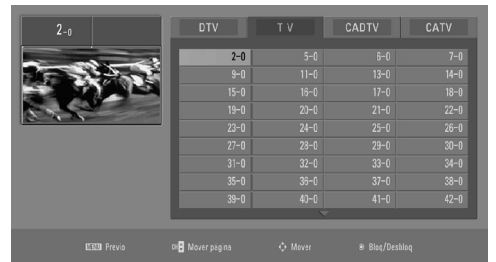 2-0
DTV TV CADTV CATV
2-0 5-0 6-0 7-0
9-0 11-0 13-0 14-0
15-0 16-0 17-0 18-0
19-0 20-0 21-0 22-0
23-0 24-0 25-0 26-0
27-0 28-0 29-0 30-0
31-0 32-0 33-0 34-0
35-0 36-0 37-0 38-0
39-0 40-0 41-0 42-0
MENU Previo CH Mover página Mover Bloq/Desbloq